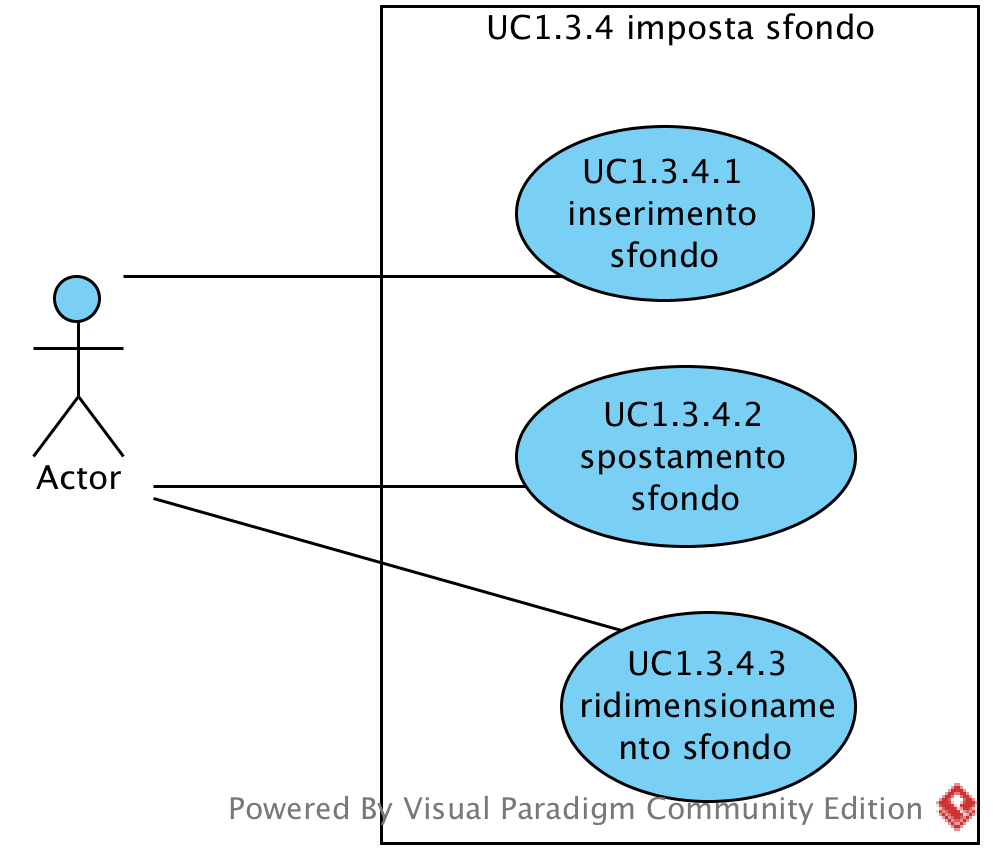 UC1.3.4 imposta sfondo
UC1.3.4.1
inserimento
sfondo
Actor
UC1.3.4.2
spostamento
sfondo
UC1.3.4.3
ridimensioname
nto sfondo
Powered By Visual Paradigm Community Edition